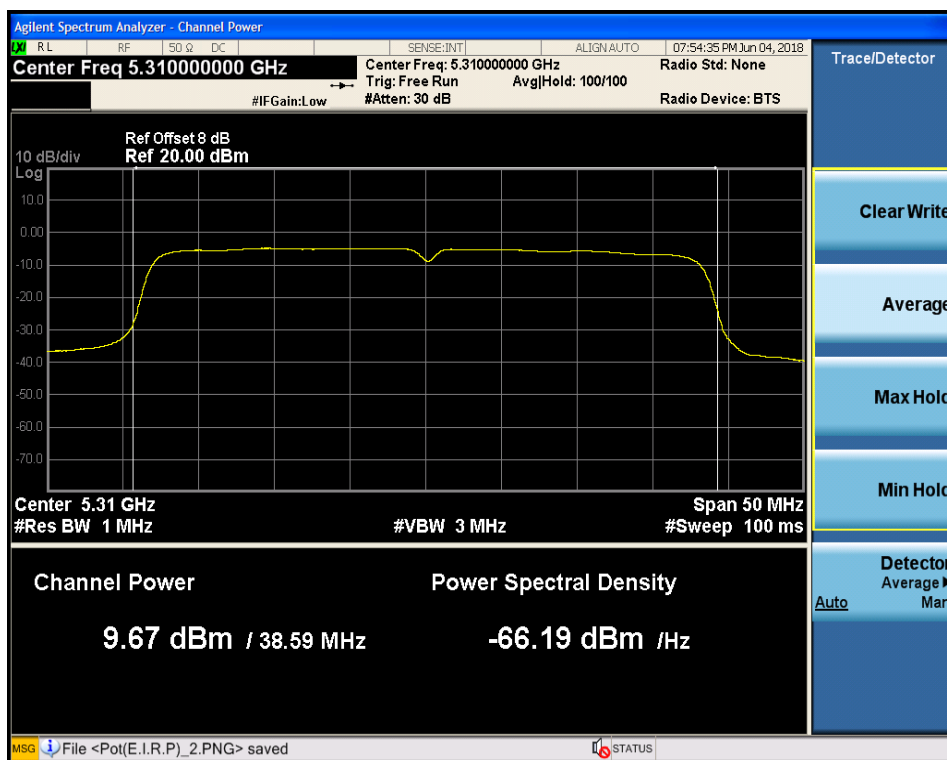 Agilent Spectrum Analyzer - Channel Power
LXI RL RF 50 Ω DC SENSE:INT ALIGN AUTO 07:54:35 PM Jun 04, 2018
Center Freq 5.310000000 GHz
Center Freq: 5.310000000 GHz
Radio Std: None
Trig: Free Run Avg|Hold: 100/100
#IFGain:Low
#Atten: 30 dB
Radio Device: BTS
Trace/Detector
Ref Offset 8 dB
10 dB/div Ref 20.00 dBm
Log
10.0
0.00
-10.0
-20.0
-30.0
-40.0
-50.0
-60.0
-70.0
Center 5.31 GHz Span 50 MHz
#Res BW 1 MHz #VBW 3 MHz #Sweep 100 ms
Channel Power
Power Spectral Density
9.67 dBm / 38.59 MHz
-66.19 dBm /Hz
Clear Write
Average
Max Hold
Min Hold
Detector
Average
Auto Man
MSG File <Pot(E.I.R.P)_2.PNG> saved STATUS